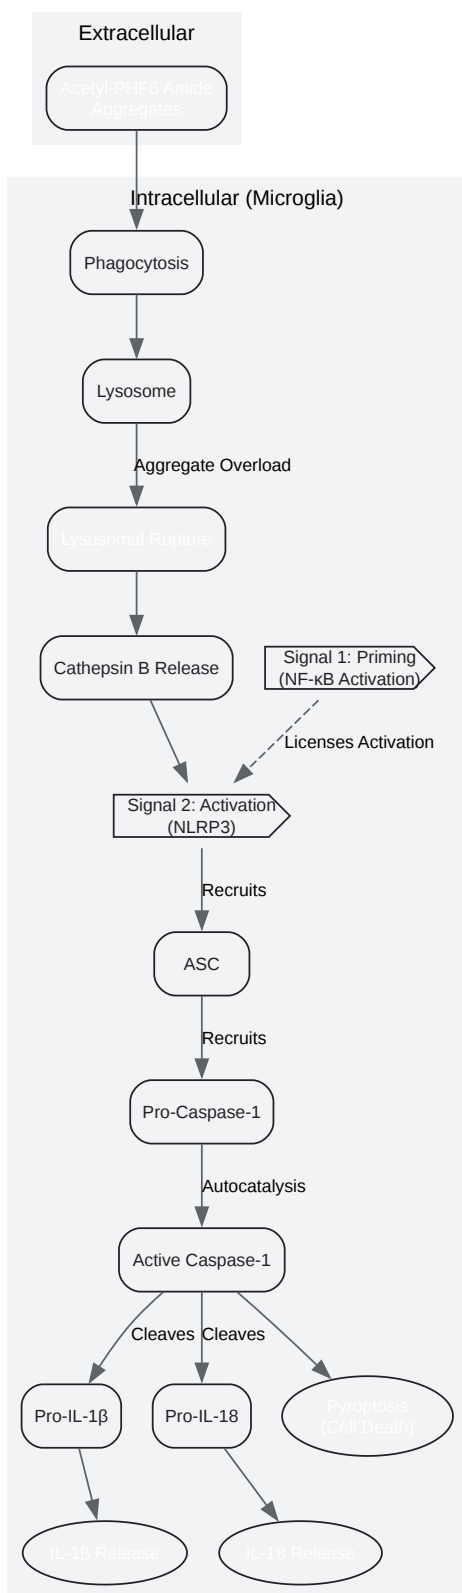 Extracellular
Acetyl-PHF6 Amide
Aggregates
Intracellular (Microglia)
Phagocytosis
Lysosome
Aggregate Overload
Lysosomal Rupture
Cathepsin B Release
Signal 1: Priming
(NF-κB Activation)
Licenses Activation
Signal 2: Activation
(NLRP3)
Recruits
ASC
Recruits
Pro-Caspase-1
Autocatalysis
Active Caspase-1
Cleaves
Cleaves
Pro-IL-1β
Pro-IL-18
Pyroptosis
(Cell Death)
IL-1β Release
IL-18 Release